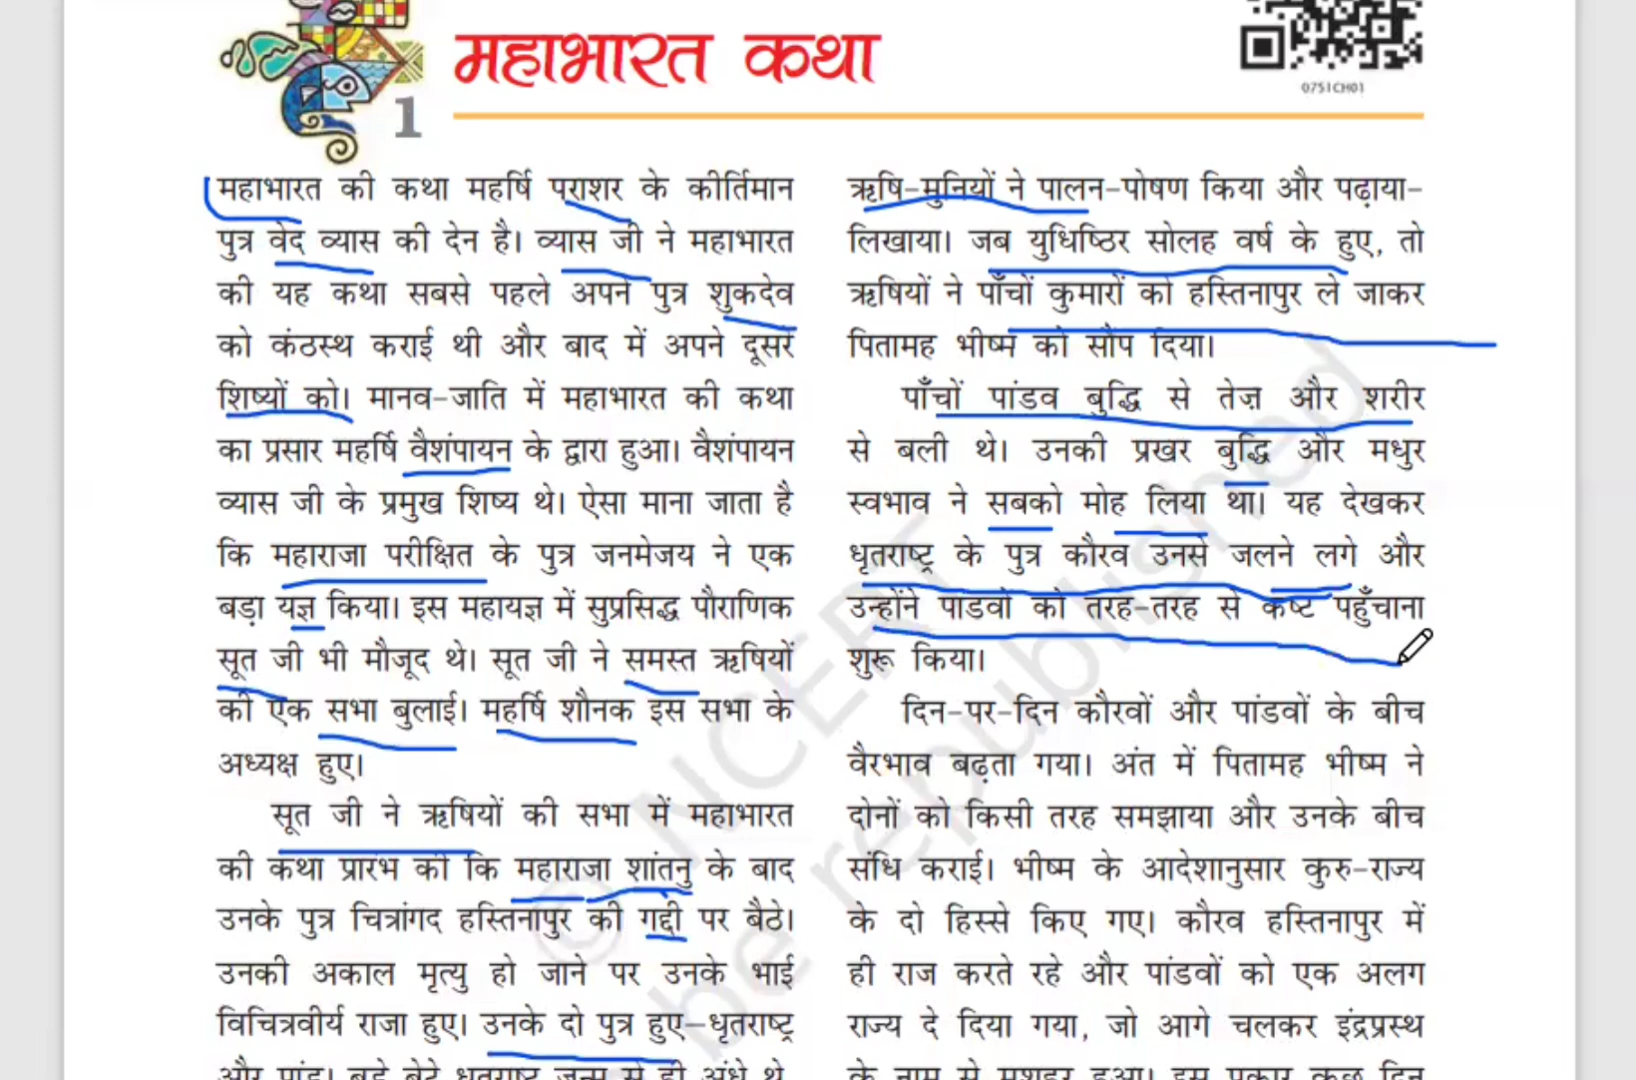 महाभारत कथा
0751CH01
1
महाभारत की कथा महर्षि पराशर के कीर्तिमान
पुत्र वेद व्यास की देन है। व्यास जी ने महाभारत
की यह कथा सबसे पहले अपने पुत्र शुकदेव
को कंठस्थ कराई थी और बाद में अपने दूसरे
शिष्यों को। मानव-जाति में महाभारत की कथा
का प्रसार महर्षि वैशंपायन के द्वारा हुआ। वैशंपायन
व्यास जी के प्रमुख शिष्य थे। ऐसा माना जाता है
कि महाराजा परीक्षित के पुत्र जनमेजय ने एक
बड़ा यज्ञ किया। इस महायज्ञ में सुप्रसिद्ध पौराणिक
सूत जी भी मौजूद थे। सूत जी ने समस्त ऋषियों
की एक सभा बुलाई। महर्षि शौनक इस सभा के
अध्यक्ष हुए।
सूत जी ने ऋषियों की सभा में महाभारत
की कथा प्रारंभ की कि महाराजा शांतनु के बाद
उनके पुत्र चित्रांगद हस्तिनापुर की गद्दी पर बैठे।
उनकी अकाल मृत्यु हो जाने पर उनके भाई
विचित्रवीर्य राजा हुए। उनके दो पुत्र हुए–धृतराष्ट्र
और पांडु। बड़े बेटे धृतराष्ट्र जन्म से ही अंधे थे,
ऋषि-मुनियों ने पालन-पोषण किया और पढ़ाया-
लिखाया। जब युधिष्ठिर सोलह वर्ष के हुए, तो
ऋषियों ने पाँचों कुमारों को हस्तिनापुर ले जाकर
पितामह भीष्म को सौंप दिया।
पाँचों पांडव बुद्धि से तेज़ और शरीर
से बली थे। उनकी प्रखर बुद्धि और मधुर
स्वभाव ने सबको मोह लिया था। यह देखकर
धृतराष्ट्र के पुत्र कौरव उनसे जलने लगे और
उन्होंने पांडवों को तरह-तरह से कष्ट पहुँचाना
शुरू किया।
दिन-पर-दिन कौरवों और पांडवों के बीच
वैरभाव बढ़ता गया। अंत में पितामह भीष्म ने
दोनों को किसी तरह समझाया और उनके बीच
संधि कराई। भीष्म के आदेशानुसार कुरु-राज्य
के दो हिस्से किए गए। कौरव हस्तिनापुर में
ही राज करते रहे और पांडवों को एक अलग
राज्य दे दिया गया, जो आगे चलकर इंद्रप्रस्थ
के नाम से मशहूर हुआ। इस प्रकार कुछ दिन
© NCERT
be republished